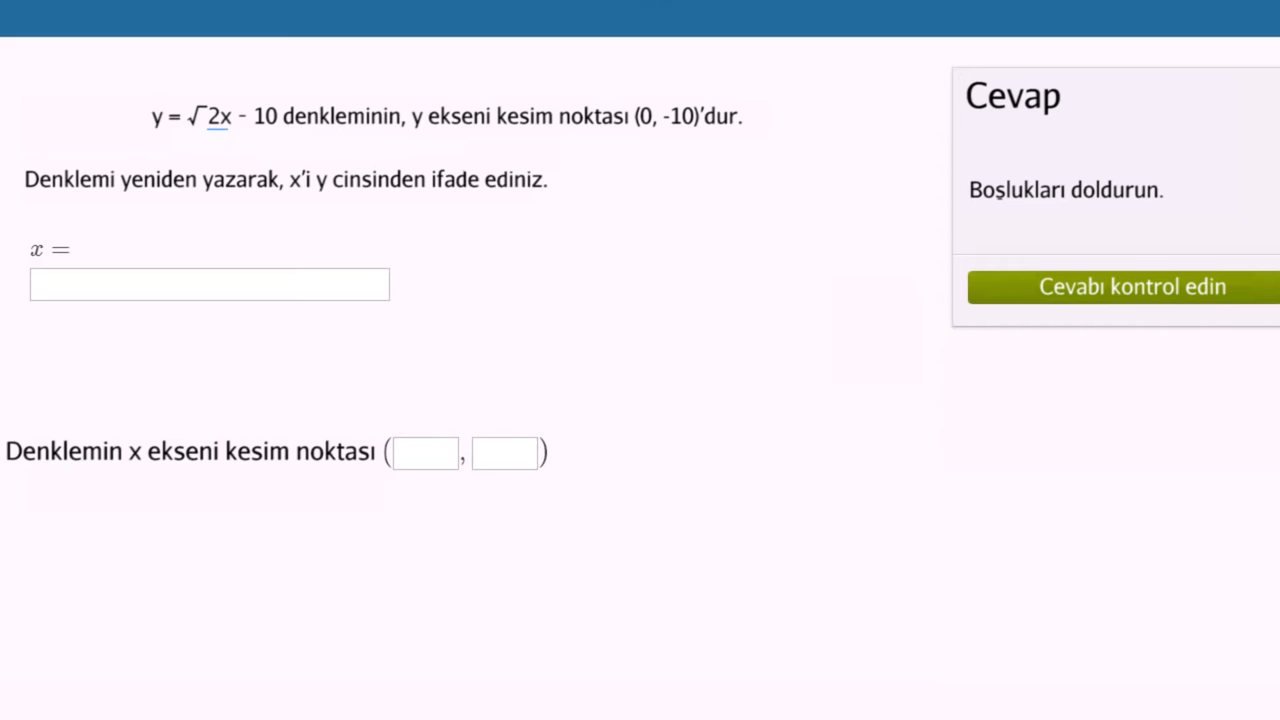 y = √2x - 10 denkleminin, y ekseni kesim noktası (0, -10)’dur.
Denklemi yeniden yazarak, x’i y cinsinden ifade ediniz.
x =
Denklemin x ekseni kesim noktası ( , )
Cevap
Boşlukları doldurun.
Cevabı kontrol edin